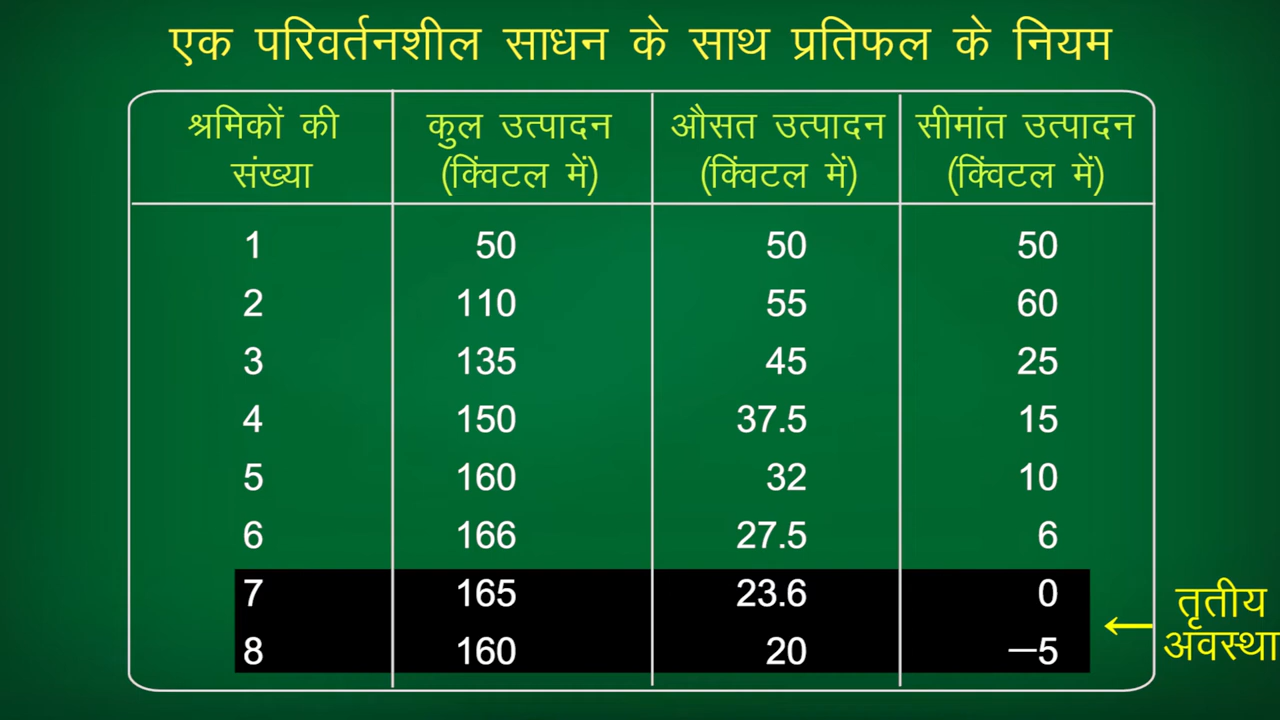 एक परिवर्तनशील साधन के साथ प्रतिफल के नियम
श्रमिकों की संख्या कुल उत्पादन (क्विंटल में) औसत उत्पादन (क्विंटल में) सीमांत उत्पादन (क्विंटल में)
1 50 50 50
2 110 55 60
3 135 45 25
4 150 37.5 15
5 160 32 10
6 166 27.5 6
7 165 23.6 0
8 160 20 —5
← तृतीय
अवस्था